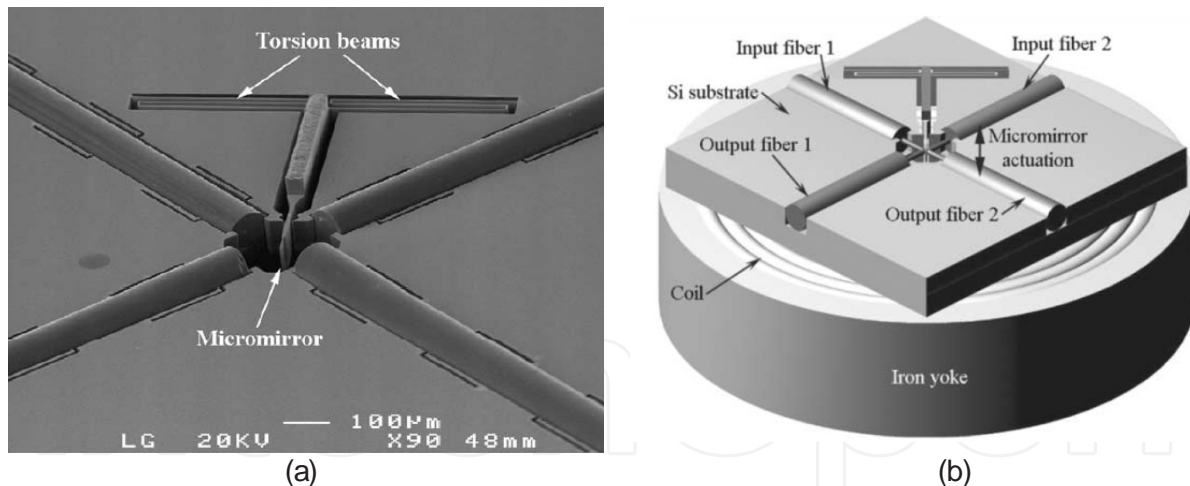 Torsion beams
Micromirror
100μm
LG 20KV X90 48mm
(a)
Input fiber 1
Input fiber 2
Si substrate
Output fiber 1
Micromirror
actuation
Output fiber 2
Coil
Iron yoke
(b)